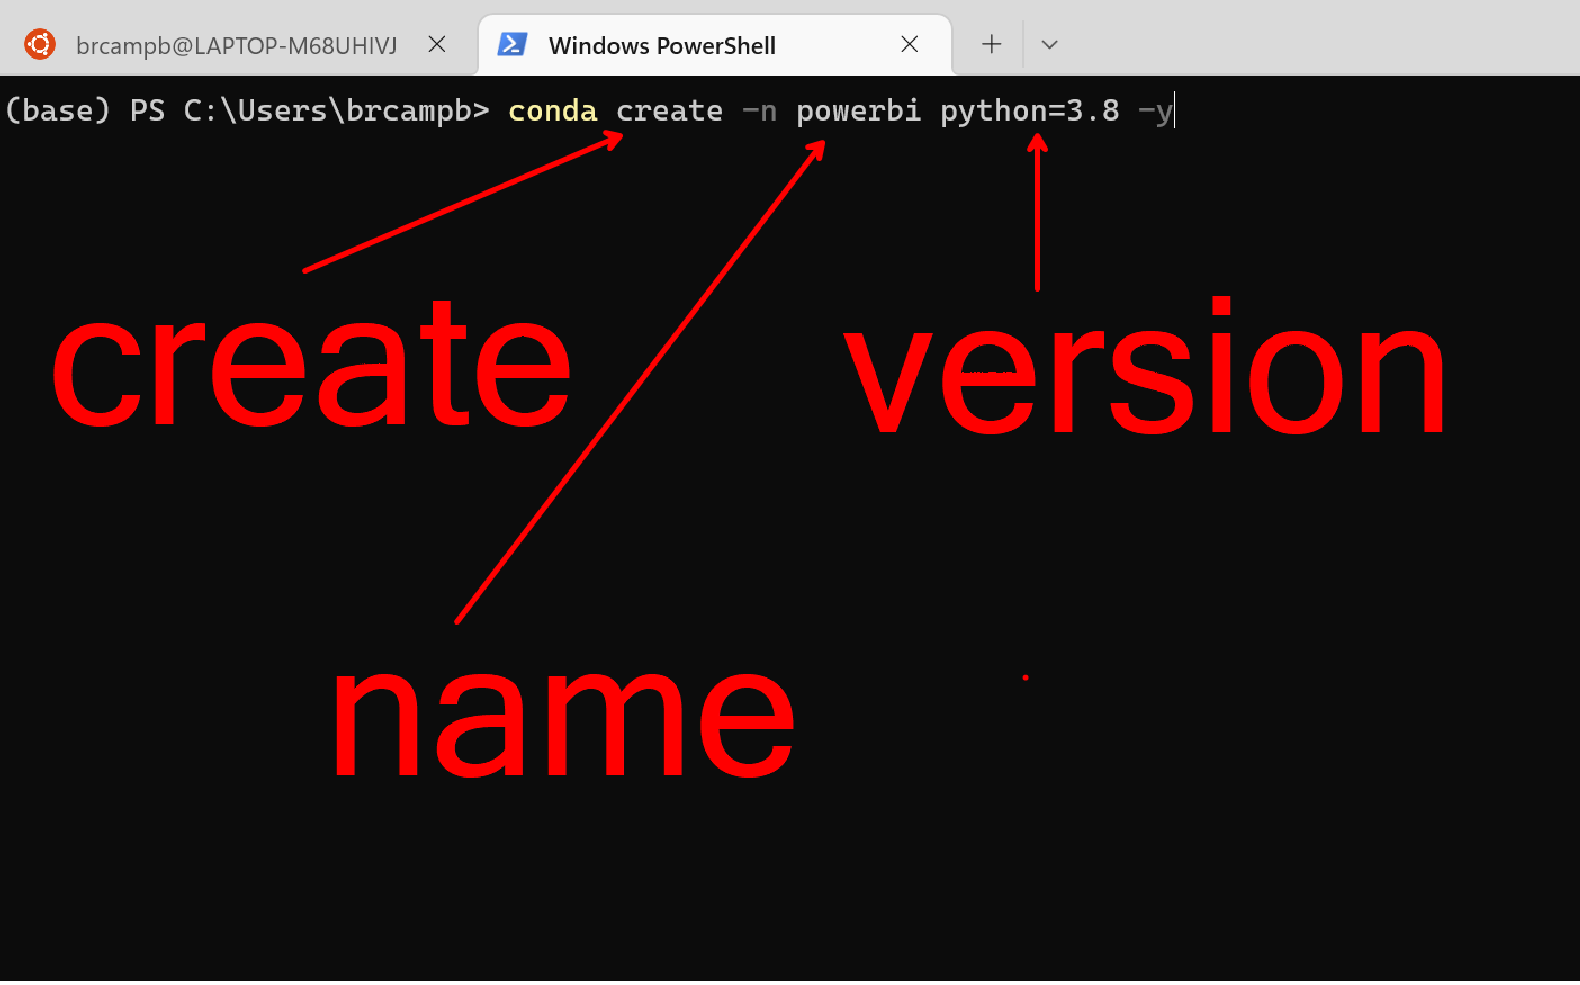 brcampb@LAPTOP-M68UHIVJ
Windows PowerShell
(base) PS C:\Users\brcampb> conda create -n powerbi python=3.8 -y
create
version
name